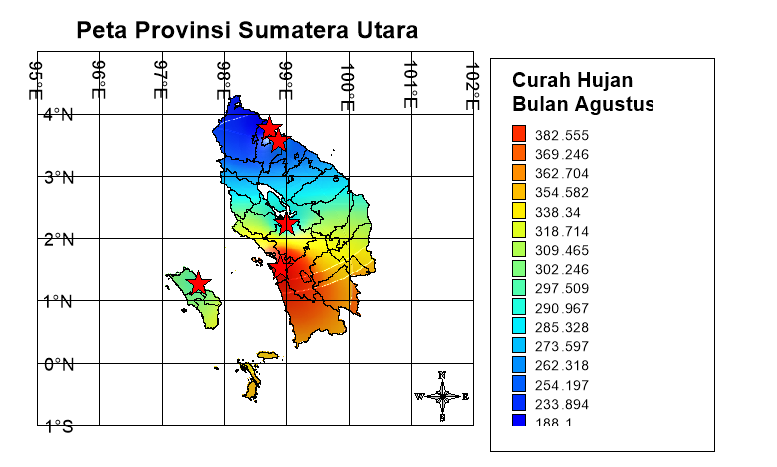 Peta Provinsi Sumatera Utara
95°E 96°E 97°E 98°E 99°E 100°E 101°E 102°E
4°N
3°N
2°N
1°N
0°N
1°S
N
W E
S
Curah Hujan
Bulan Agustus
382.555
369.246
362.704
354.582
338.34
318.714
309.465
302.246
297.509
290.967
285.328
273.597
262.318
254.197
233.894
188.1